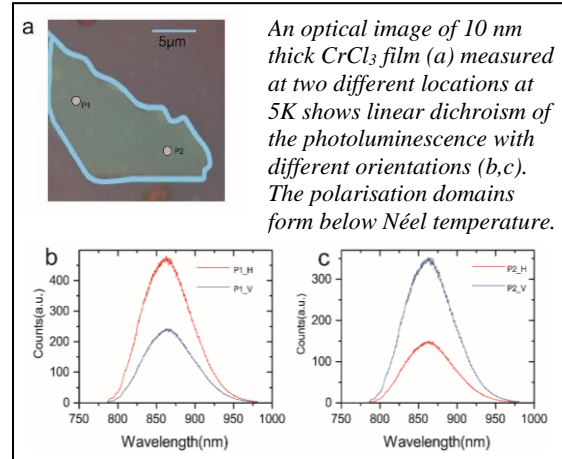 a
5μm
P1
P2
An optical image of 10 nm
thick CrCl₃ film (a) measured
at two different locations at
5K shows linear dichroism of
the photoluminescence with
different orientations (b,c).
The polarisation domains
form below Néel temperature.
b
P1_H
P1_V
Counts(a.u.)
400
300
200
100
0
750 800 850 900 950 1000
Wavelength(nm)
c
P2_H
P2_V
Counts(a.u.)
300
200
100
0
750 800 850 900 950 1000
Wavelength(nm)